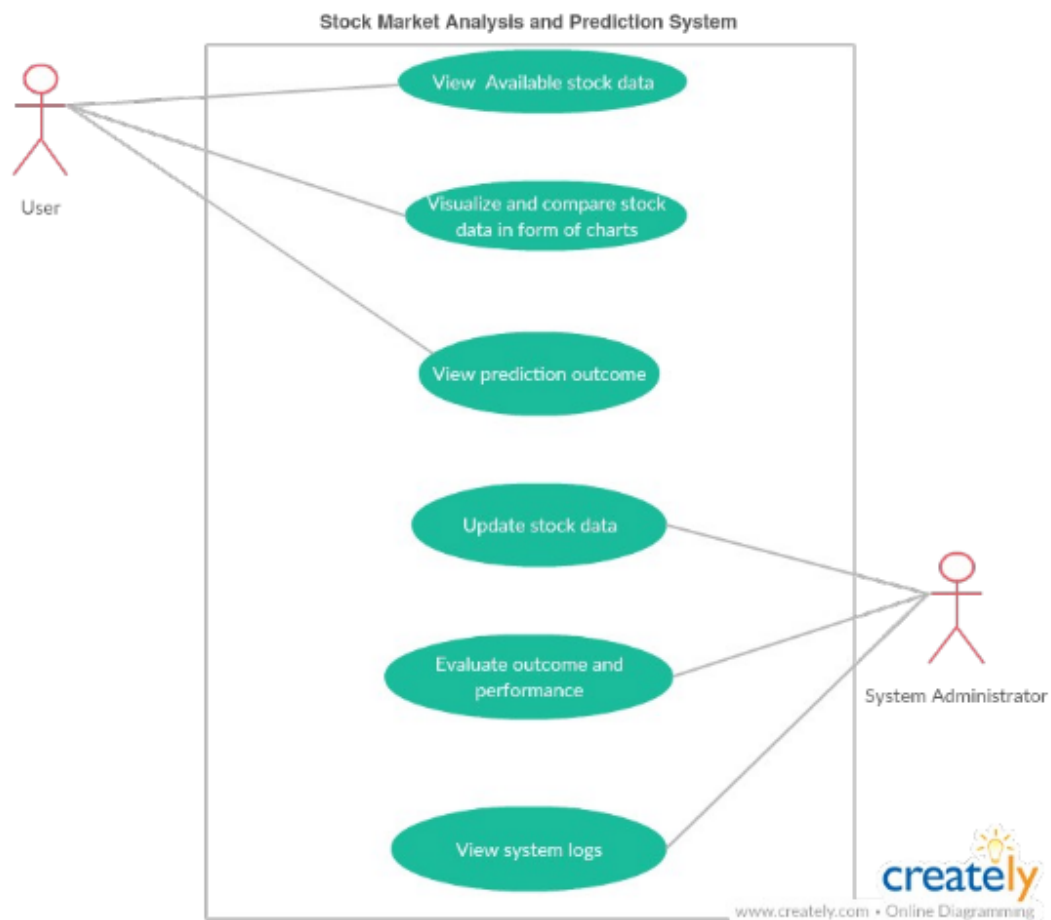 Stock Market Analysis and Prediction System
View Available stock data
User
Visualize and compare stock
data in form of charts
View prediction outcome
Update stock data
Evaluate outcome and
performance
System Administrator
View system logs
creately
www.creately.com • Online Diagramming